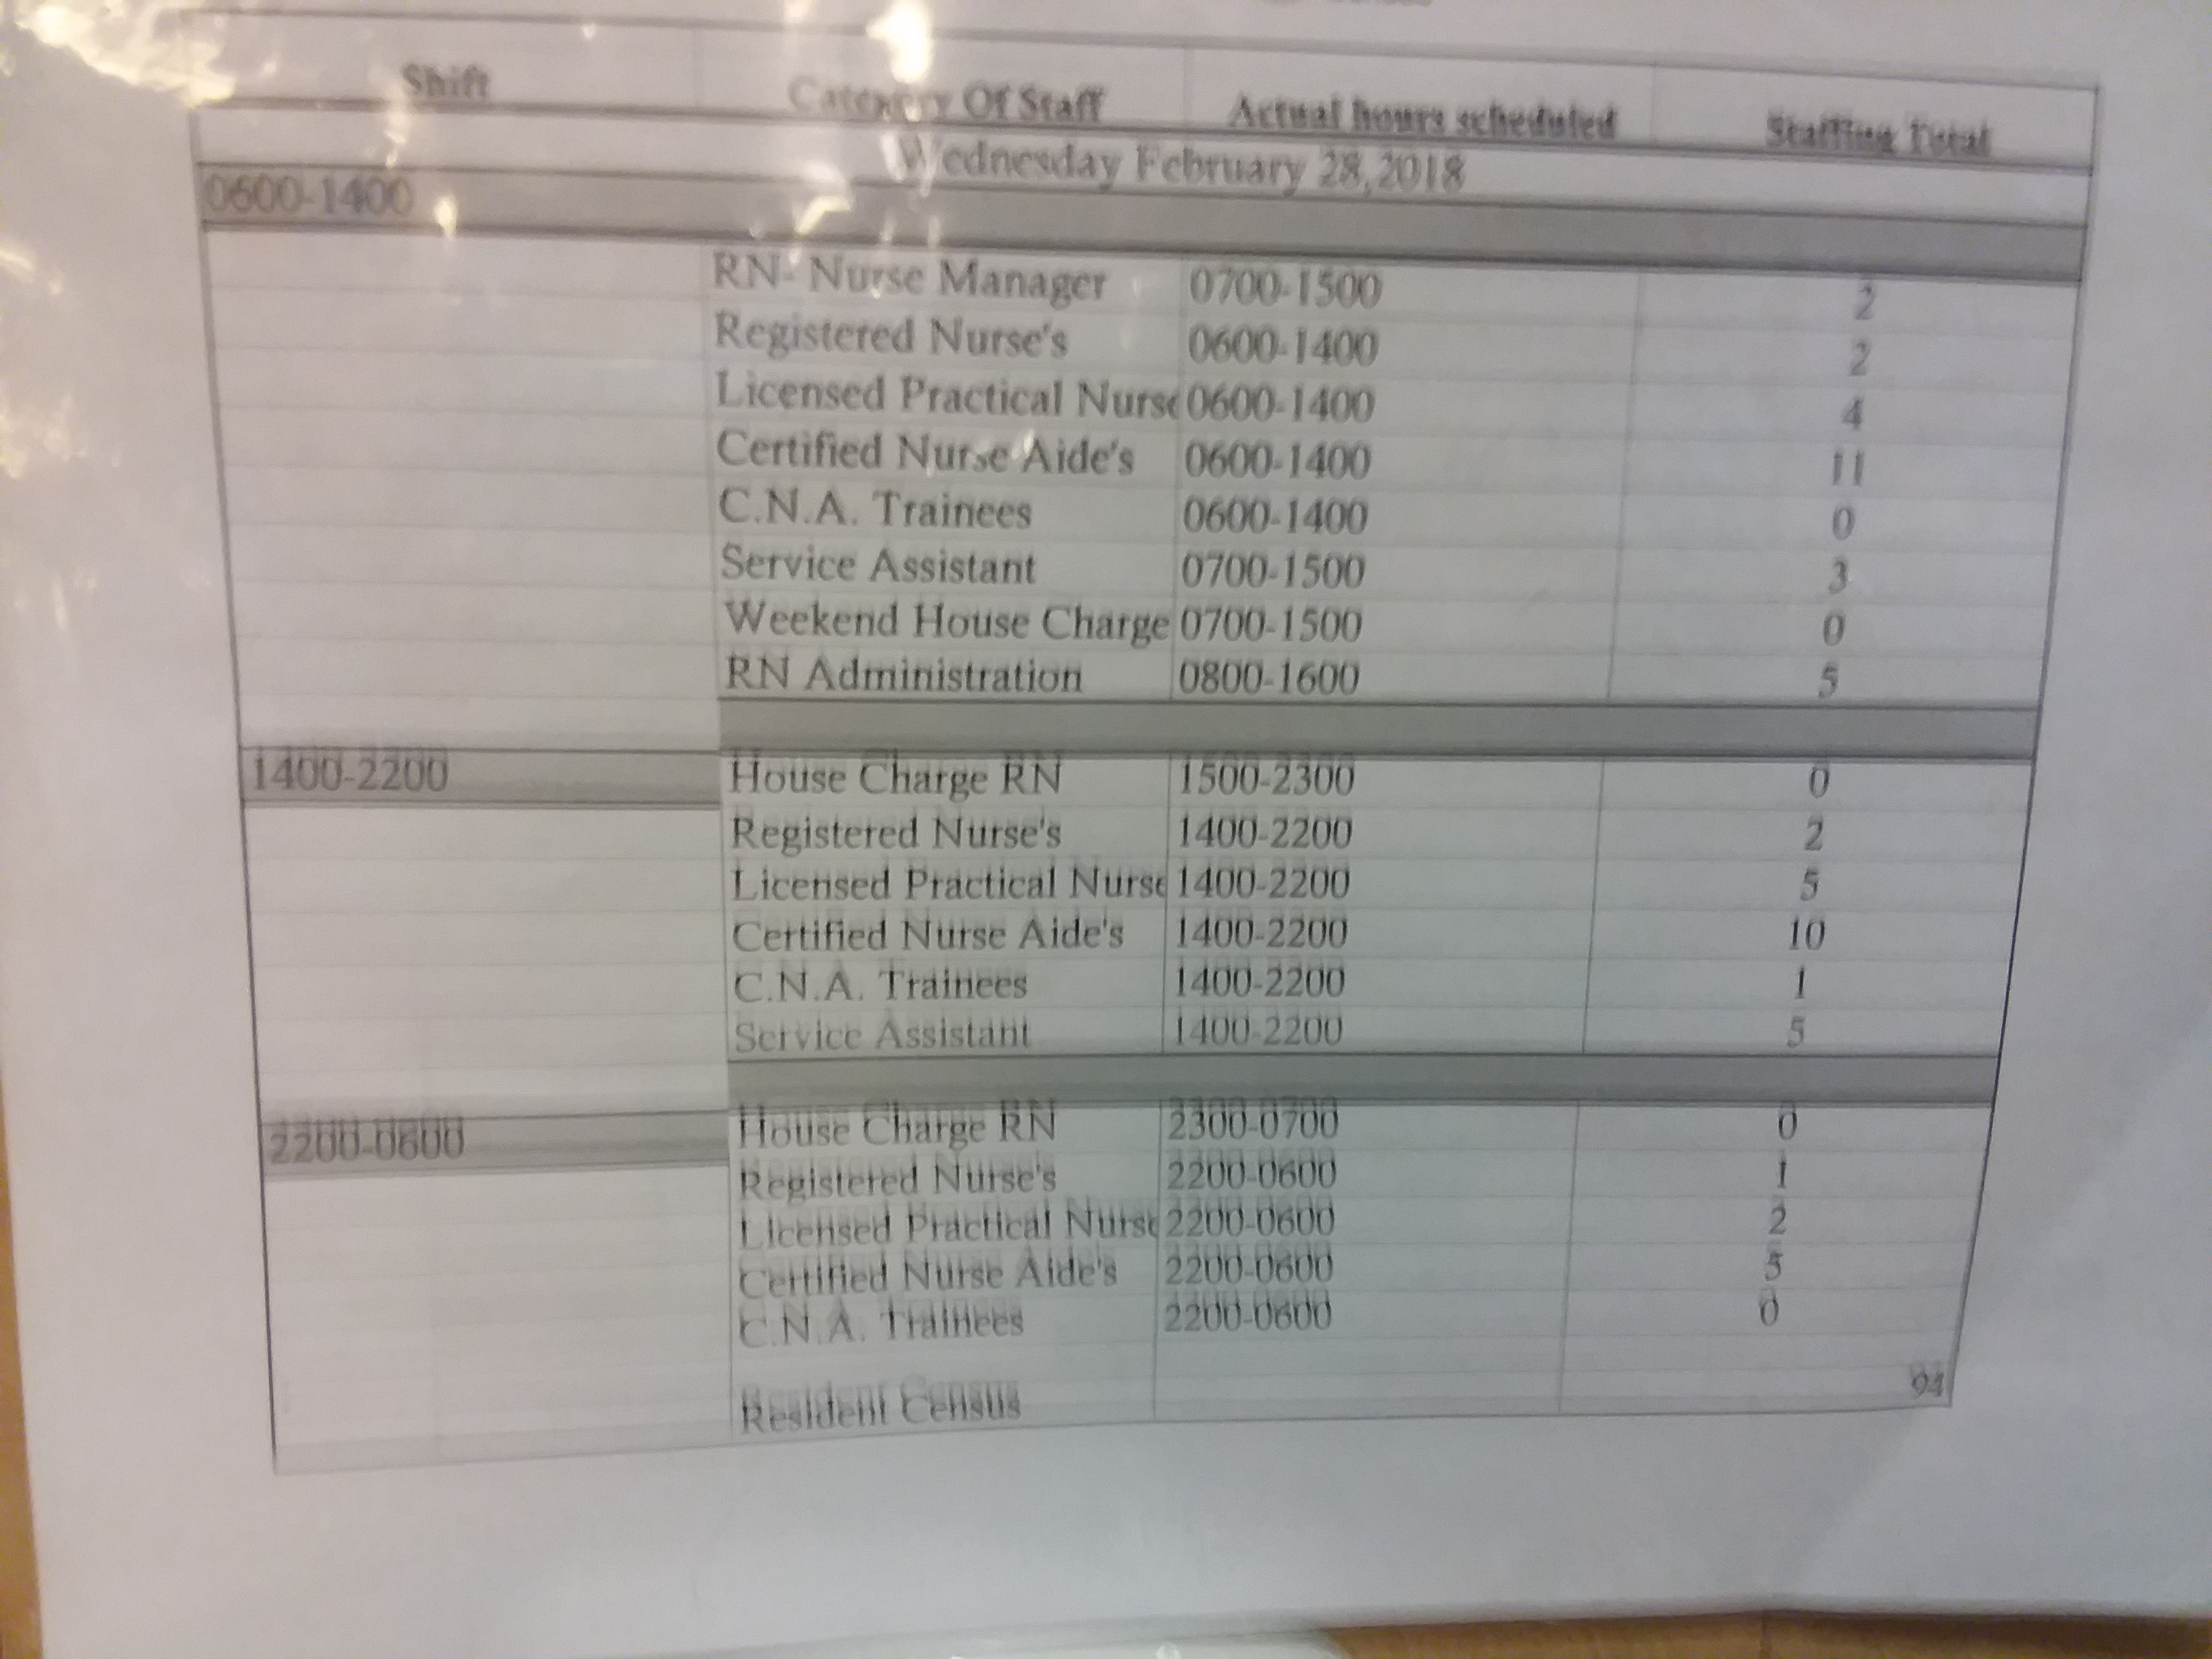 Shift Category Of Staff Actual hours scheduled Staffing Total
Wednesday February 28,2018
0600-1400
RN- Nurse Manager 0700-1500 2
Registered Nurse's 0600-1400 2
Licensed Practical Nurse 0600-1400 4
Certified Nurse Aide's 0600-1400 11
C.N.A. Trainees 0600-1400 0
Service Assistant 0700-1500 3
Weekend House Charge 0700-1500 0
RN Administration 0800-1600 5
1400-2200 House Charge RN 1500-2300 0
Registered Nurse's 1400-2200 2
Licensed Practical Nurse 1400-2200 5
Certified Nurse Aide's 1400-2200 10
C.N.A. Trainees 1400-2200 1
Service Assistant 1400-2200 5
2200-0600 House Charge RN 2300-0700 0
Registered Nurse's 2200-0600 1
Licensed Practical Nurse 2200-0600 2
Certified Nurse Aide's 2200-0600 5
C.N.A. Trainees 2200-0600 0
Resident Census 94